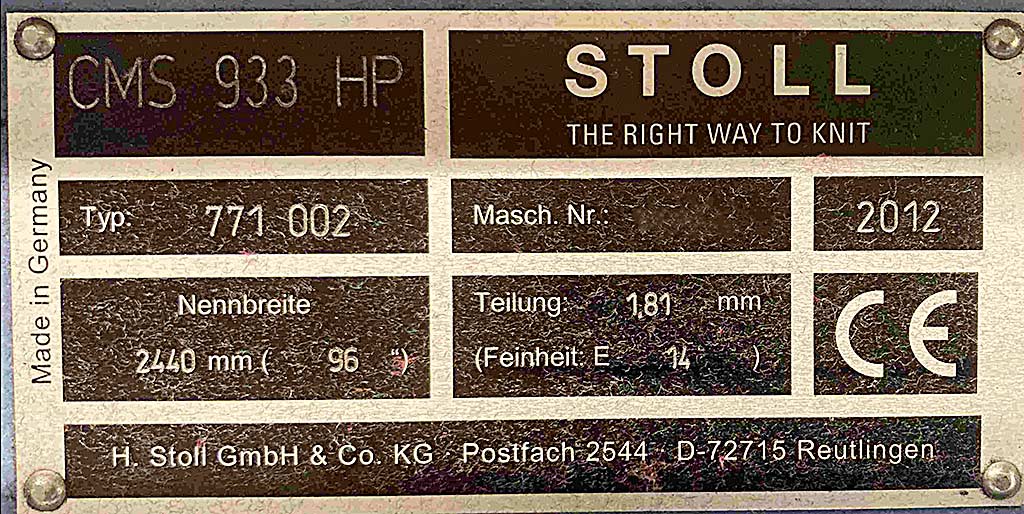 CMS 933 HP
STOLL
THE RIGHT WAY TO KNIT
Made in Germany
Typ: 771 002
Masch. Nr.:
2012
Nennbreite
2440 mm ( 96 ")
Teilung: 1,81 mm
(Feinheit: E 14 )
CE
H. Stoll GmbH & Co. KG · Postfach 2544 · D-72715 Reutlingen